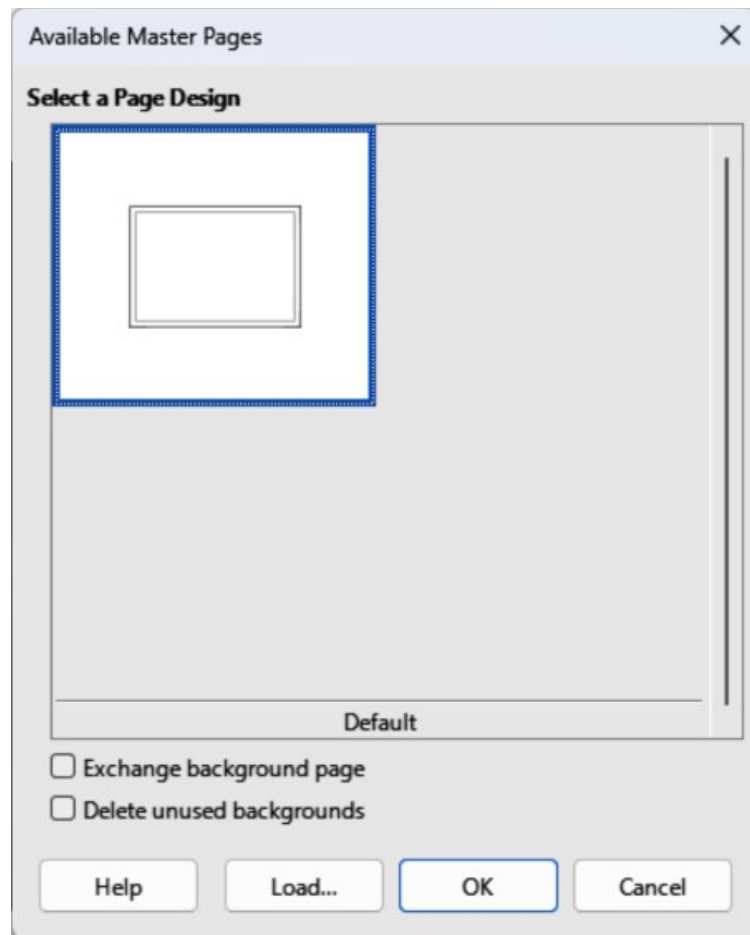 Available Master Pages
Select a Page Design
Default
Exchange background page
Delete unused backgrounds
Help Load... OK Cancel